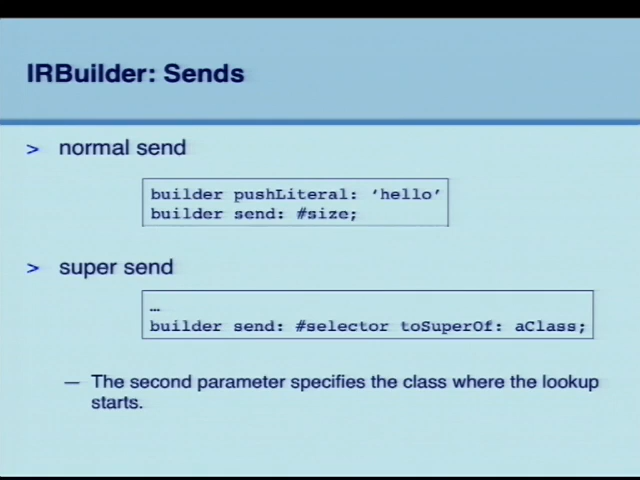 IRBuilder: Sends
> normal send
builder pushLiteral: ‘hello’
builder send: #size;
> super send
…
builder send: #selector toSuperOf: aClass;
— The second parameter specifies the class where the lookup
starts.